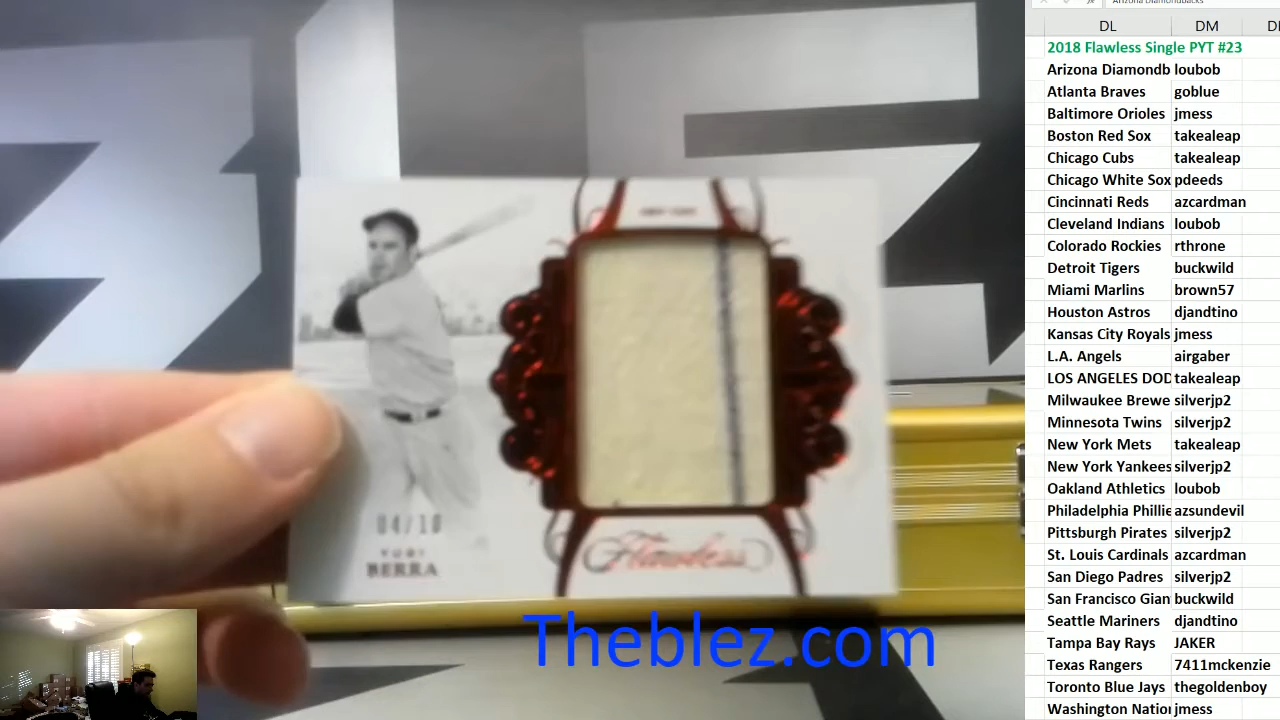 Arizona Diamondbacks
DL DM
2018 Flawless Single PYT #23
Arizona Diamondb loubob
Atlanta Braves goblue
Baltimore Orioles jmess
Boston Red Sox takealeap
Chicago Cubs takealeap
Chicago White Sox pdeeds
Cincinnati Reds azcardman
Cleveland Indians loubob
Colorado Rockies rthrone
Detroit Tigers buckwild
Miami Marlins brown57
Houston Astros djandtino
Kansas City Royals jmess
L.A. Angels airgaber
LOS ANGELES DOD takealeap
Milwaukee Brewe silverjp2
Minnesota Twins silverjp2
New York Mets takealeap
New York Yankees silverjp2
Oakland Athletics loubob
Philadelphia Phillie azsundevil
Pittsburgh Pirates silverjp2
St. Louis Cardinals azcardman
San Diego Padres silverjp2
San Francisco Gian buckwild
Seattle Mariners djandtino
Tampa Bay Rays JAKER
Texas Rangers 7411mckenzie
Toronto Blue Jays thegoldenboy
Washington Natio jmess
04/10
YOGI
BERRA
Flawless
Theblez.com